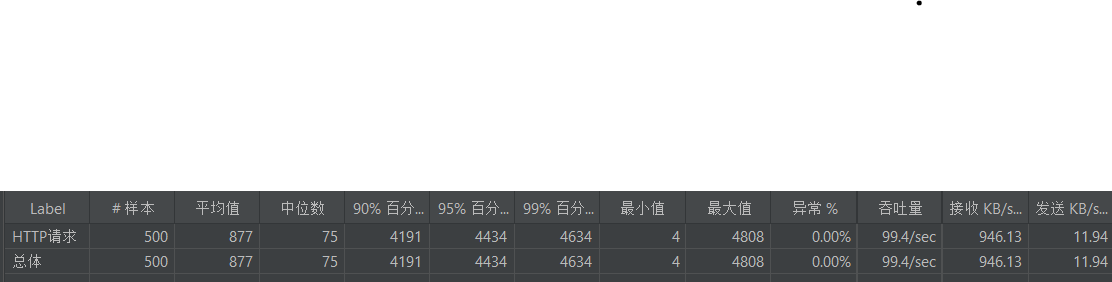 Label # 样本 平均值 中位数 90% 百分... 95% 百分... 99% 百分... 最小值 最大值 异常 % 吞吐量 接收 KB/s... 发送 KB/s...
HTTP请求 500 877 75 4191 4434 4634 4 4808 0.00% 99.4/sec 946.13 11.94
总体 500 877 75 4191 4434 4634 4 4808 0.00% 99.4/sec 946.13 11.94